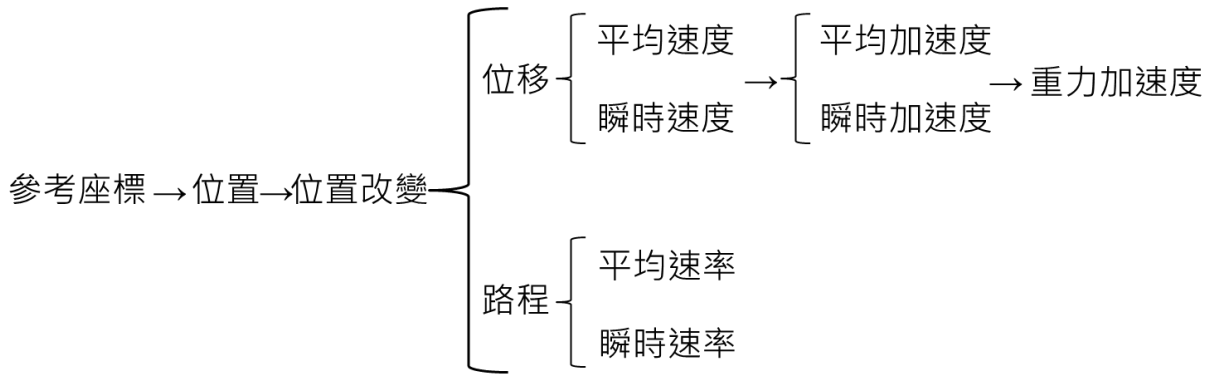 參考座標→位置→位置改變
位移
平均速度
瞬時速度
→
平均加速度
瞬時加速度
→重力加速度
路程
平均速率
瞬時速率